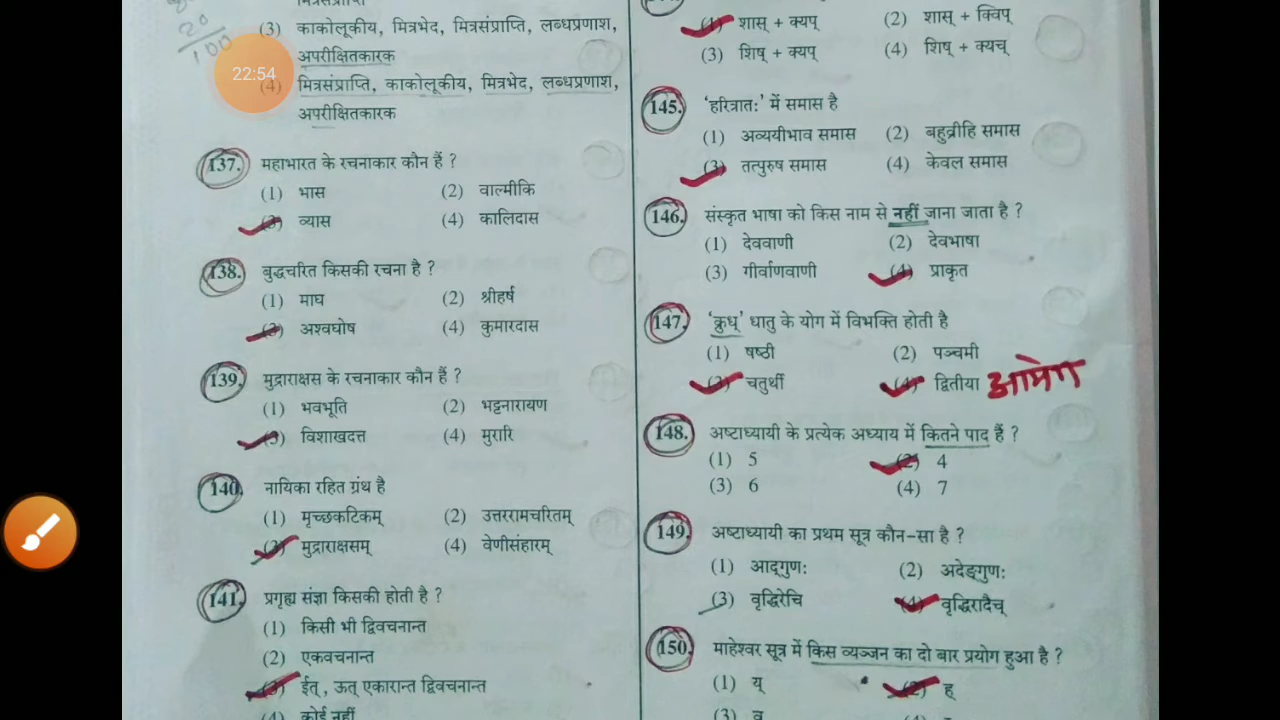 20
100
22:54
(3) काकोलूकीय, मित्रभेद, मित्रसंप्राप्ति, लब्धप्रणाश,
अपरीक्षितकारक
(4) मित्रसंप्राप्ति, काकोलूकीय, मित्रभेद, लब्धप्रणाश,
अपरीक्षितकारक
137. महाभारत के रचनाकार कौन हैं ?
(1) भास (2) वाल्मीकि
(3) व्यास (4) कालिदास
138. बुद्धचरित किसकी रचना है ?
(1) माघ (2) श्रीहर्ष
(3) अश्वघोष (4) कुमारदास
139. मुद्राराक्षस के रचनाकार कौन हैं ?
(1) भवभूति (2) भट्टनारायण
(3) विशाखदत्त (4) मुरारि
140. नायिका रहित ग्रंथ है
(1) मृच्छकटिकम् (2) उत्तररामचरितम्
(3) मुद्राराक्षसम् (4) वेणीसंहारम्
141. प्रगृह्य संज्ञा किसकी होती है ?
(1) किसी भी द्विवचनान्त
(2) एकवचनान्त
(3) ईत्, ऊत् एकारान्त द्विवचनान्त
(4) कोई नहीं
(1) शास् + क्यप् (2) शास् + क्विप्
(3) शिष् + क्यप् (4) शिष् + क्यच्
145. 'हरित्रातः' में समास है
(1) अव्ययीभाव समास (2) बहुव्रीहि समास
(3) तत्पुरुष समास (4) केवल समास
146. संस्कृत भाषा को किस नाम से नहीं जाना जाता है ?
(1) देववाणी (2) देवभाषा
(3) गीर्वाणवाणी (4) प्राकृत
147. 'क्रुध्' धातु के योग में विभक्ति होती है
(1) षष्ठी (2) पञ्चमी
(3) चतुर्थी (4) द्वितीया
148. अष्टाध्यायी के प्रत्येक अध्याय में कितने पाद हैं ?
(1) 5 (2) 4
(3) 6 (4) 7
149. अष्टाध्यायी का प्रथम सूत्र कौन-सा है ?
(1) आद्गुणः (2) अदेङ्गुणः
(3) वृद्धिरेचि (4) वृद्धिरादैच्
150. माहेश्वर सूत्र में किस व्यञ्जन का दो बार प्रयोग हुआ है ?
(1) य् (2) ह्